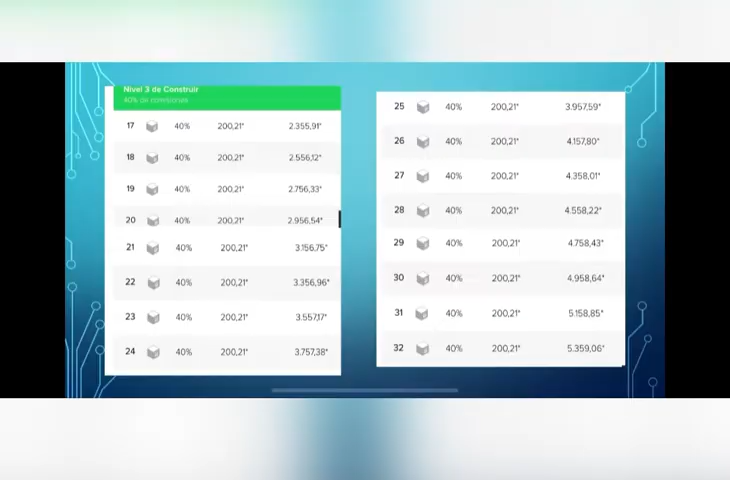 Nivel 3 de Construir
40% de comisiones
17 40% 200,21* 2.355,91*
18 40% 200,21* 2.556,12*
19 40% 200,21* 2.756,33*
20 40% 200,21* 2.956,54*
21 40% 200,21* 3.156,75*
22 40% 200,21* 3.356,96*
23 40% 200,21* 3.557,17*
24 40% 200,21* 3.757,38*
25 40% 200,21* 3.957,59*
26 40% 200,21* 4.157,80*
27 40% 200,21* 4.358,01*
28 40% 200,21* 4.558,22*
29 40% 200,21* 4.758,43*
30 40% 200,21* 4.958,64*
31 40% 200,21* 5.158,85*
32 40% 200,21* 5.359,06*